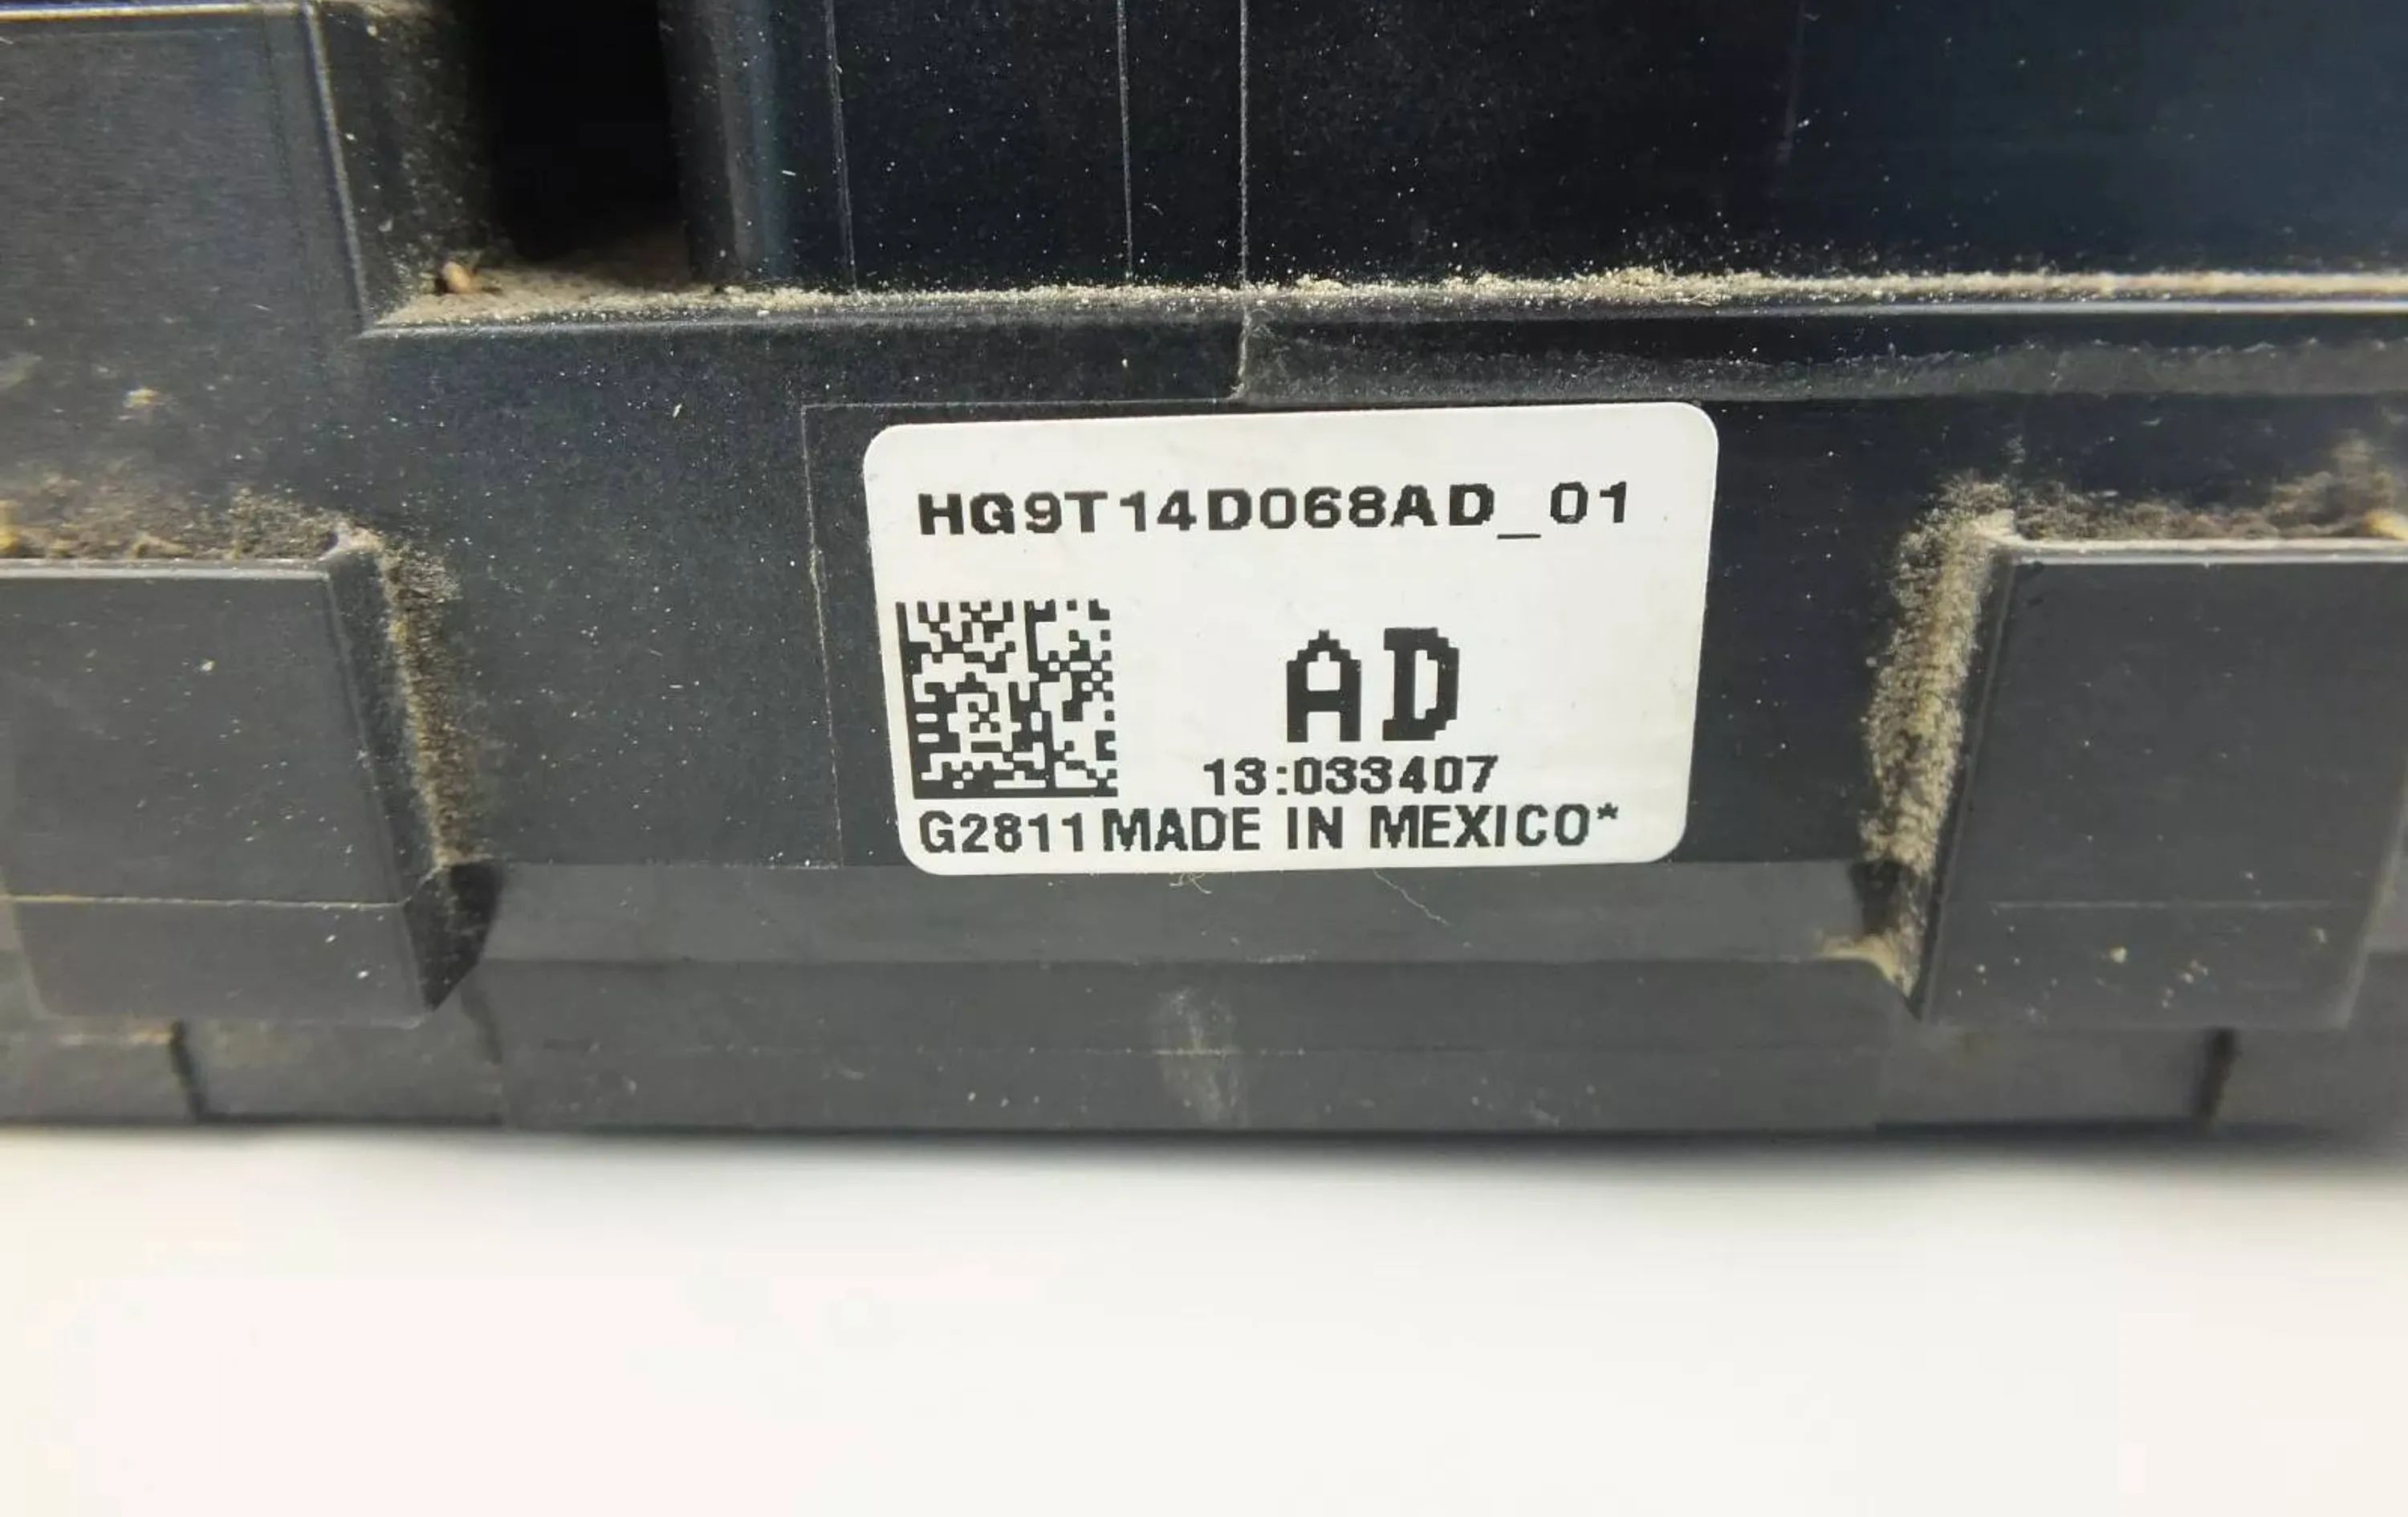 HG9T14D068AD_01
AD
13:033407
G2811 MADE IN MEXICO*